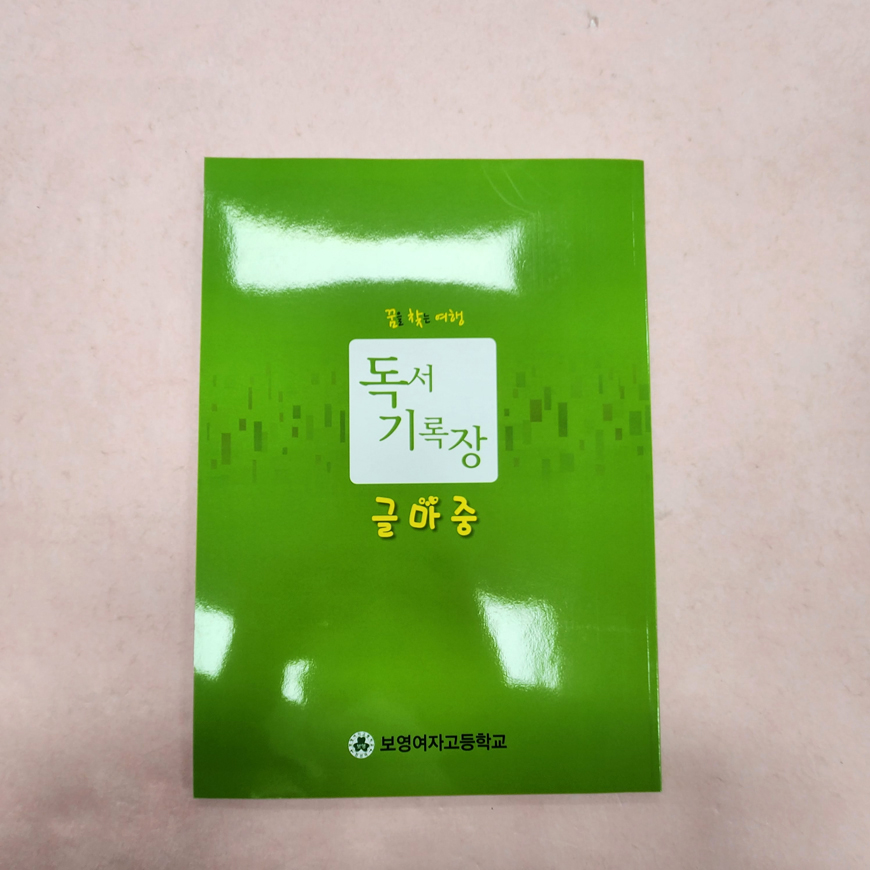 꿈을 찾는 여행
독서
기록장
글마중
보영여자고등학교